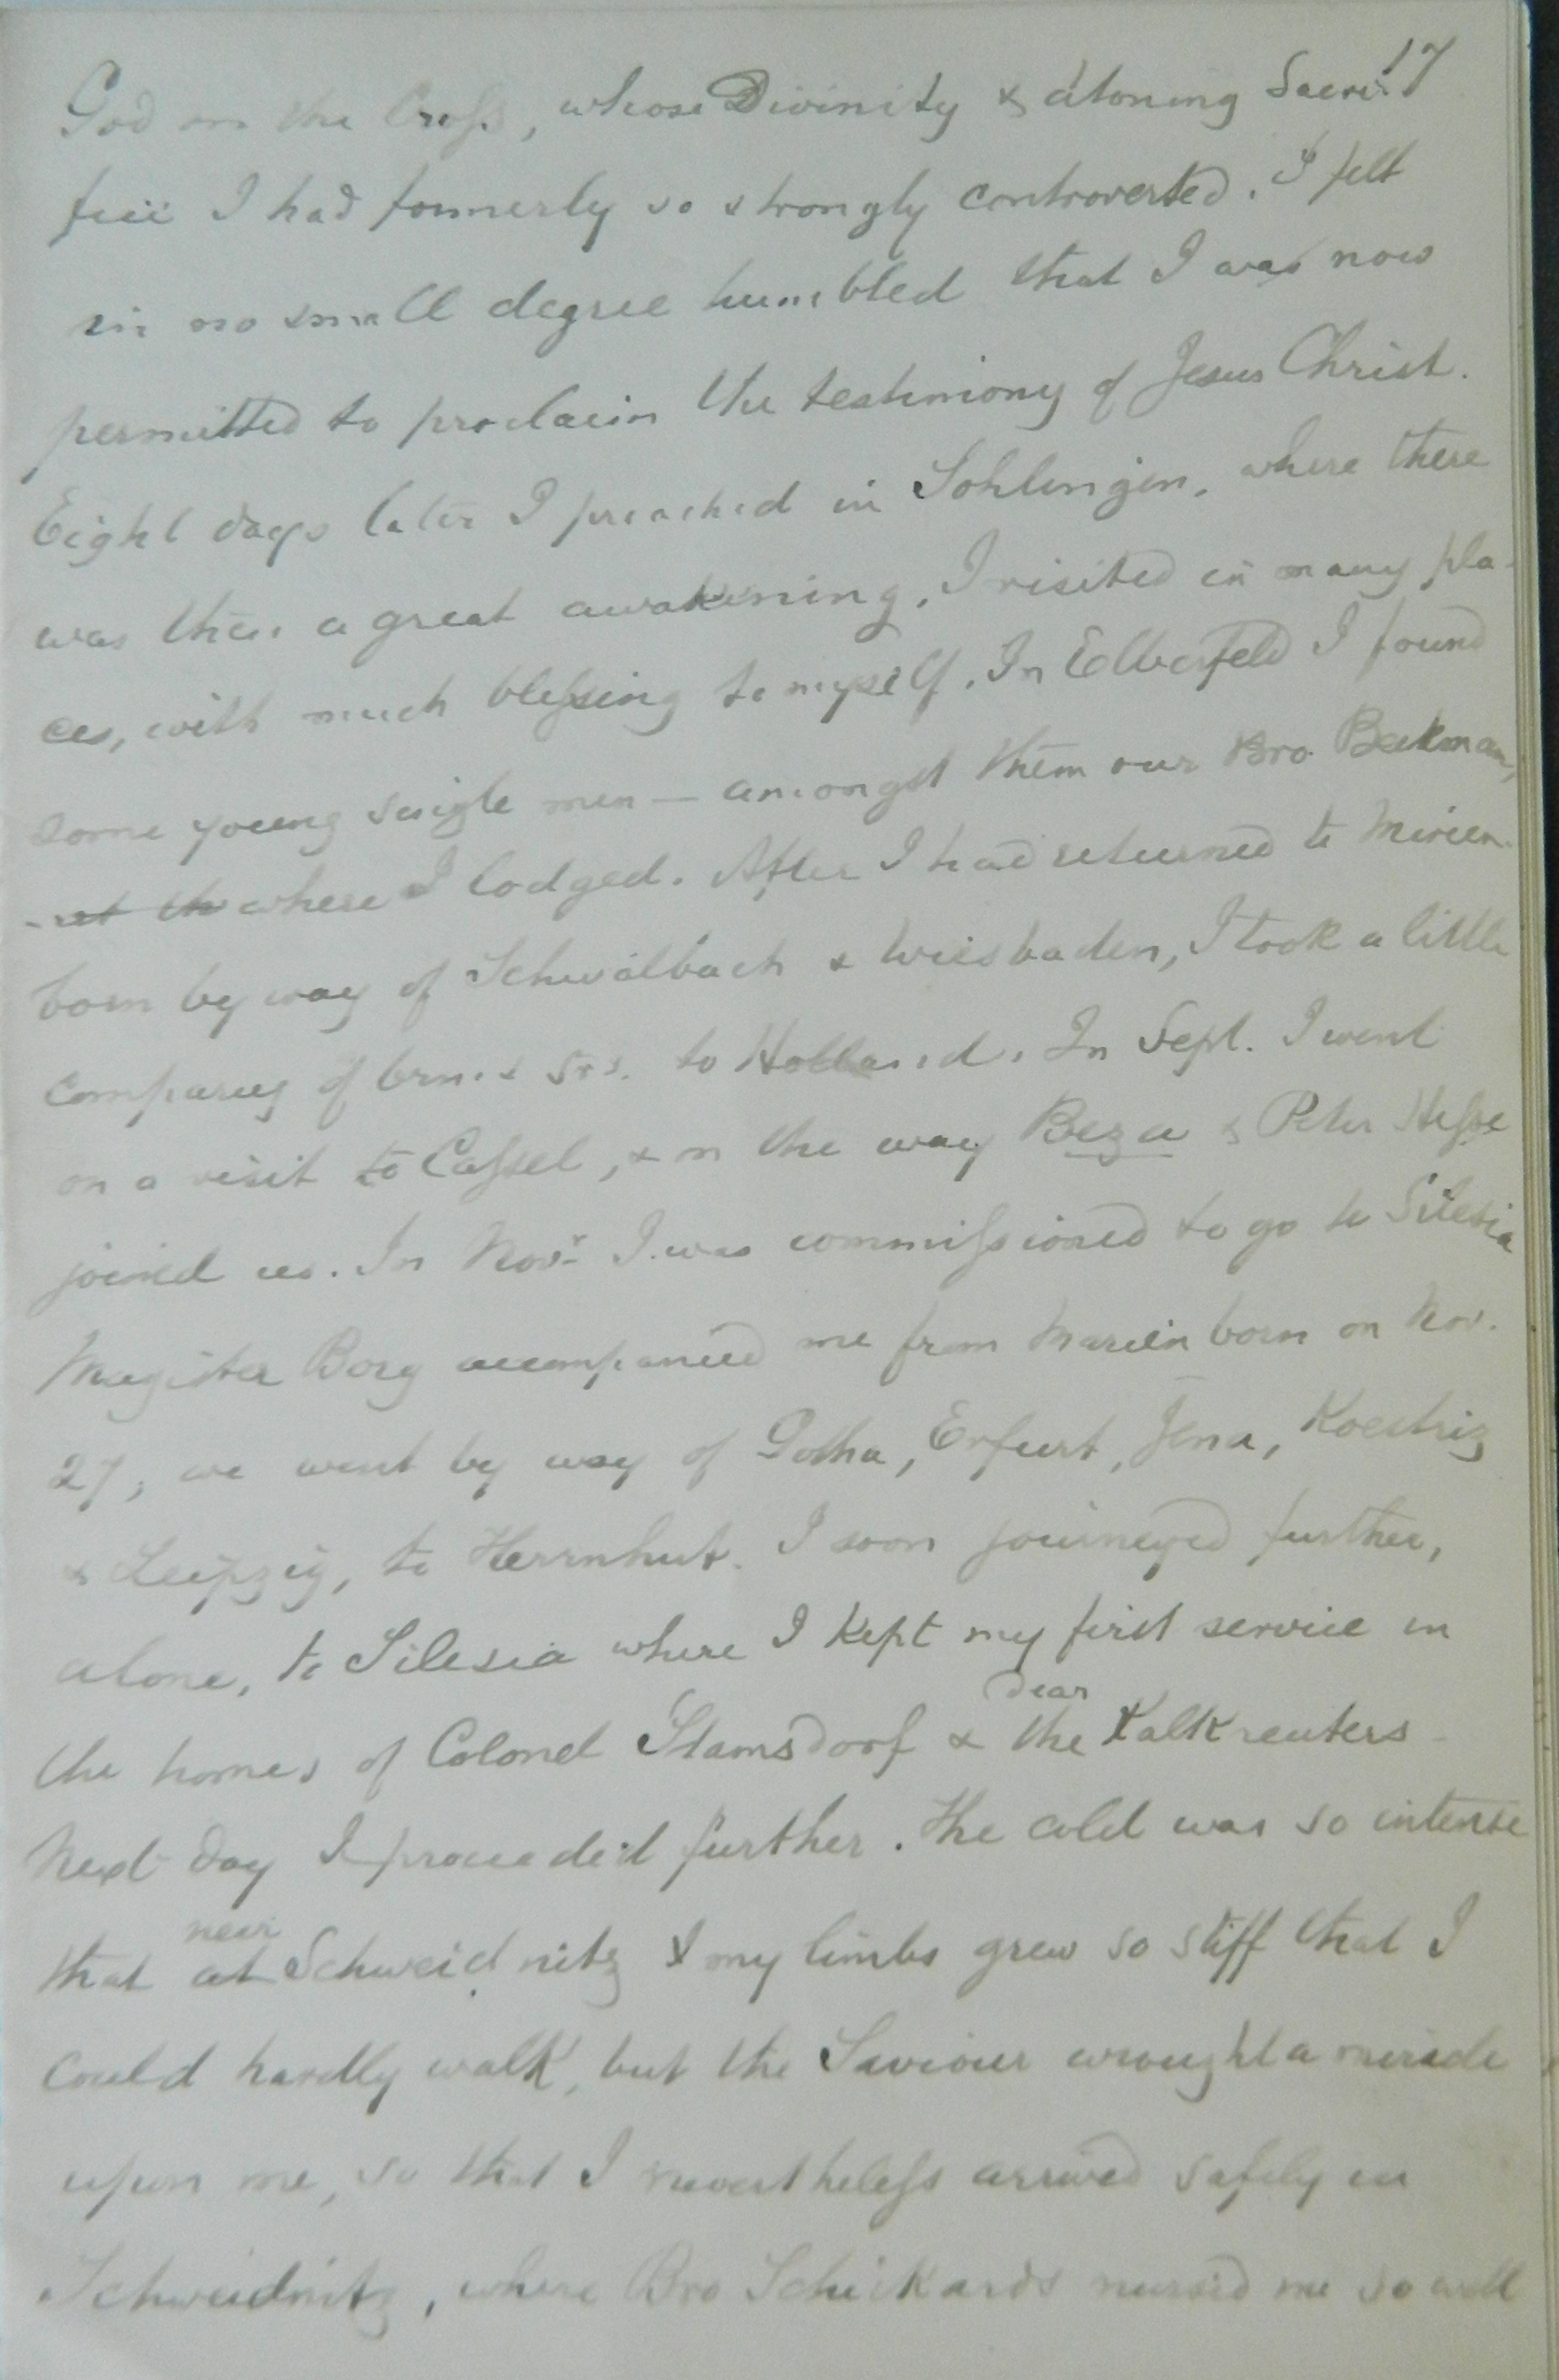 17
God on the Cross, whose Divinity & atoning Sacri-
fice I had formerly so strongly controverted. I felt
in no small degree humbled that I was now
permitted to proclaim the testimony of Jesus Christ.
Eight days later I preached in Sohlingen, where there
was then a great awakening. I visited in many pla-
ces, with much blessing to myself. In Elberfeld I found
some young single men — amongst them our Bro. Beekman,
where I lodged. After I had returned to Marien-
born by way of Schwalbach & Wiesbaden, I took a little
company of brn. & srs. to Holland. In Sept. I went
on a visit to Cassel, & on the way Beza & Peter Hesse
joined us. In Novr. I was commissioned to go to Silesia
Magister Borg accompanied me from Marienborn on Nov.
27, we went by way of Gotha, Erfurt, Jena, Koestriz
& Leipzig, to Herrnhut. I soon journeyed further,
alone, to Silesia where I kept my first service in
dear
the homes of Colonel Stamsdorf & the Kalkreuters
Next day I proceeded further. The cold was so intense
near
that at Schweidnitz my limbs grew so stiff that I
could hardly walk, but the Saviour wrought a miracle
upon me, so that I nevertheless arrived safely in
Schweidnitz, where Bro Schickards nursed me so well